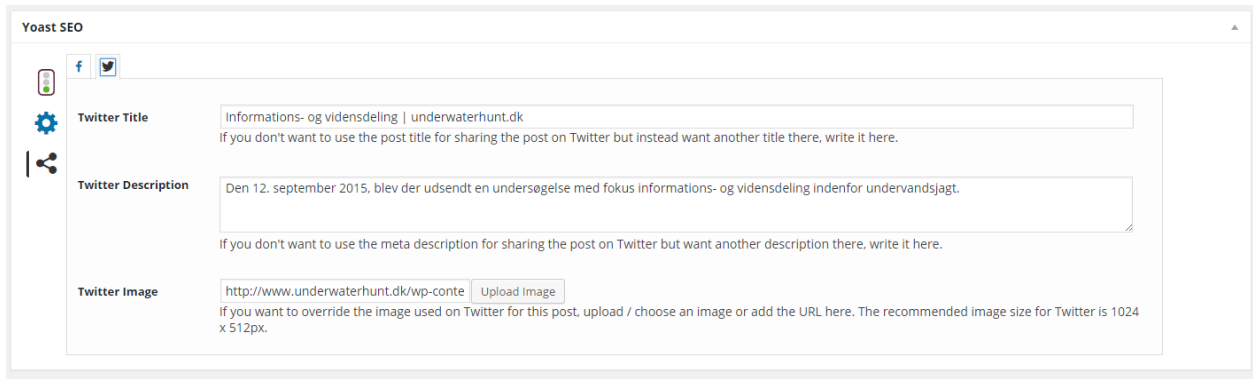 Yoast SEO
Twitter Title
Informations- og vidensdeling | underwaterhunt.dk
If you don't want to use the post title for sharing the post on Twitter but instead want another title there, write it here.
Twitter Description
Den 12. september 2015, blev der udsendt en undersøgelse med fokus informations- og vidensdeling indenfor undervandsjagt.
If you don't want to use the meta description for sharing the post on Twitter but want another description there, write it here.
Twitter Image
http://www.underwaterhunt.dk/wp-conte
Upload Image
If you want to override the image used on Twitter for this post, upload / choose an image or add the URL here. The recommended image size for Twitter is 1024
x 512px.